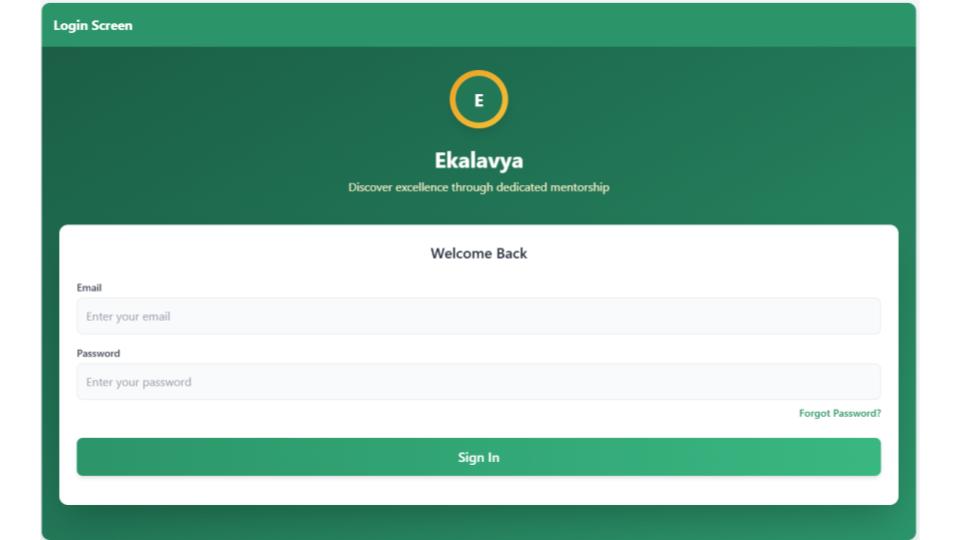 Login Screen
E
Ekalavya
Discover excellence through dedicated mentorship
Welcome Back
Email
Enter your email
Password
Enter your password
Forgot Password?
Sign In